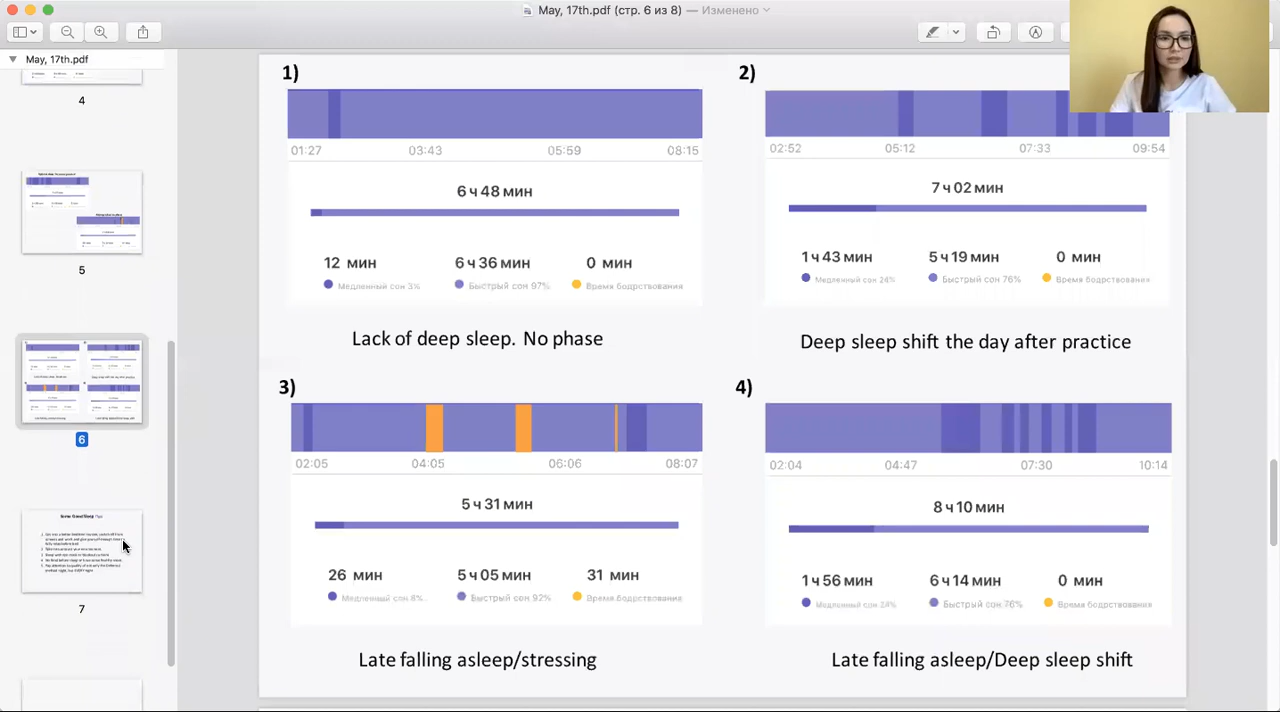 May, 17th.pdf (стр. 6 из 8) — Изменено
May, 17th.pdf
4
5
6
7
1)
01:27 03:43 05:59 08:15
6 ч 48 мин
12 мин 6 ч 36 мин 0 мин
Медленный сон 3% Быстрый сон 97% Время бодрствования
Lack of deep sleep. No phase
2)
02:52 05:12 07:33 09:54
7 ч 02 мин
1 ч 43 мин 5 ч 19 мин 0 мин
Медленный сон 24% Быстрый сон 76% Время бодрствования
Deep sleep shift the day after practice
3)
02:05 04:05 06:06 08:07
5 ч 31 мин
26 мин 5 ч 05 мин 31 мин
Медленный сон 8%.. Быстрый сон 92% Время бодрствования
Late falling asleep/stressing
4)
02:04 04:47 07:30 10:14
8 ч 10 мин
1 ч 56 мин 6 ч 14 мин 0 мин
Медленный сон 24% Быстрый сон 76% Время бодрствования
Late falling asleep/Deep sleep shift